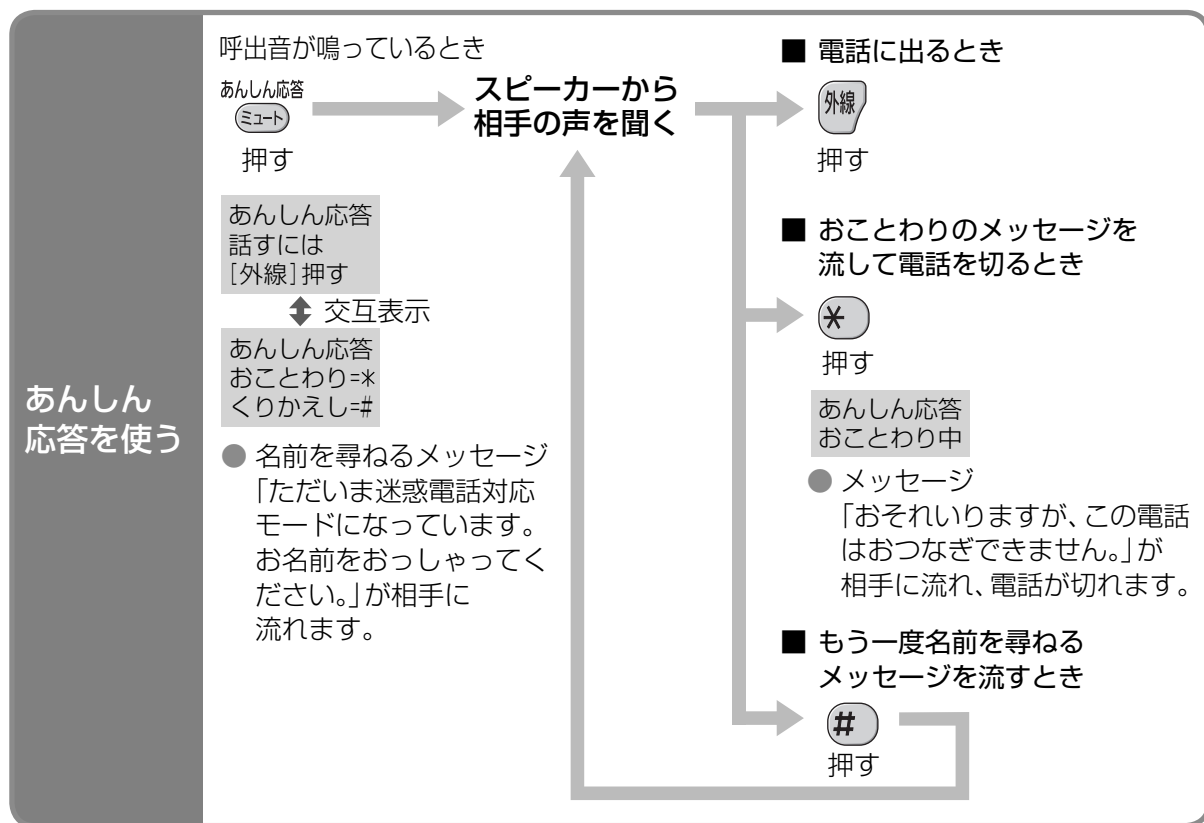 あんしん
応答を使う
呼出音が鳴っているとき
あんしん応答
ミュート
押す
あんしん応答
話すには
[外線]押す
交互表示
あんしん応答
おことわり=*
くりかえし=#
● 名前を尋ねるメッセージ
「ただいま迷惑電話対応
モードになっています。
お名前をおっしゃってく
ださい。」が相手に
流れます。
スピーカーから
相手の声を聞く
■ 電話に出るとき
外線
押す
■ おことわりのメッセージを
流して電話を切るとき
*
押す
あんしん応答
おことわり中
● メッセージ
「おそれいりますが、この電話
はおつなぎできません。」が
相手に流れ、電話が切れます。
■ もう一度名前を尋ねる
メッセージを流すとき
#
押す